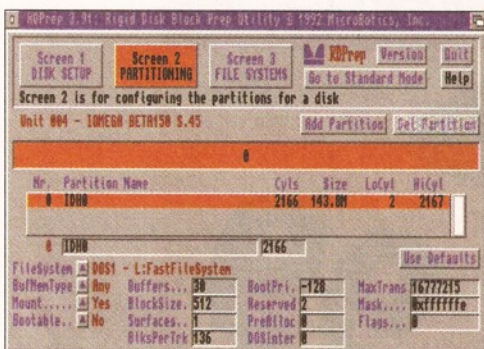 RDPrep 3.91: Rigid Disk Block Prep Utility © 1992 MicroBotics, Inc.
Screen 1 Screen 2 Screen 3 RDPrep Version Quit
DISK SETUP PARTITIONING FILE SYSTEMS Go to Standard Mode Help
Screen 2 is for configuring the partitions for a disk
Unit 004 - IOMEGA BETA150 S.45 Add Partition Del Partition
0
Nr. Partition Name Cyls Size LoCyl HiCyl
0 IDH0 2166 143.8M 2 2167
0 IDH0 2166
Use Defaults
FileSystem DOS1 - L:FastFileSystem
BufMemType Any Buffers... 30 BootPri. -128 MaxTrans 16777215
Mount..... Yes BlockSize. 512 Reserved 2 Mask.... 0xfffffffe
Bootable.. No Surfaces.. 1 PreAlloc 0 Flags... 0
BlksPerTrk 136 DOSInter 0